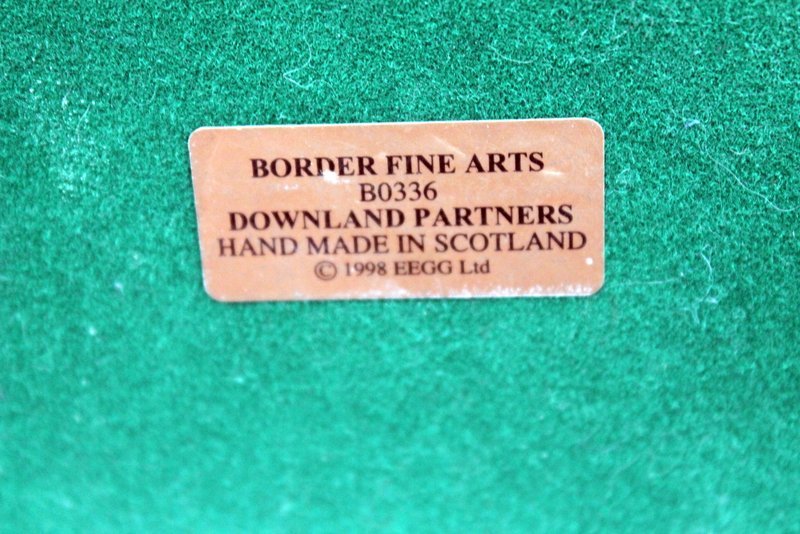 BORDER FINE ARTS
B0336
DOWNLAND PARTNERS
HAND MADE IN SCOTLAND
© 1998 EEGG Ltd